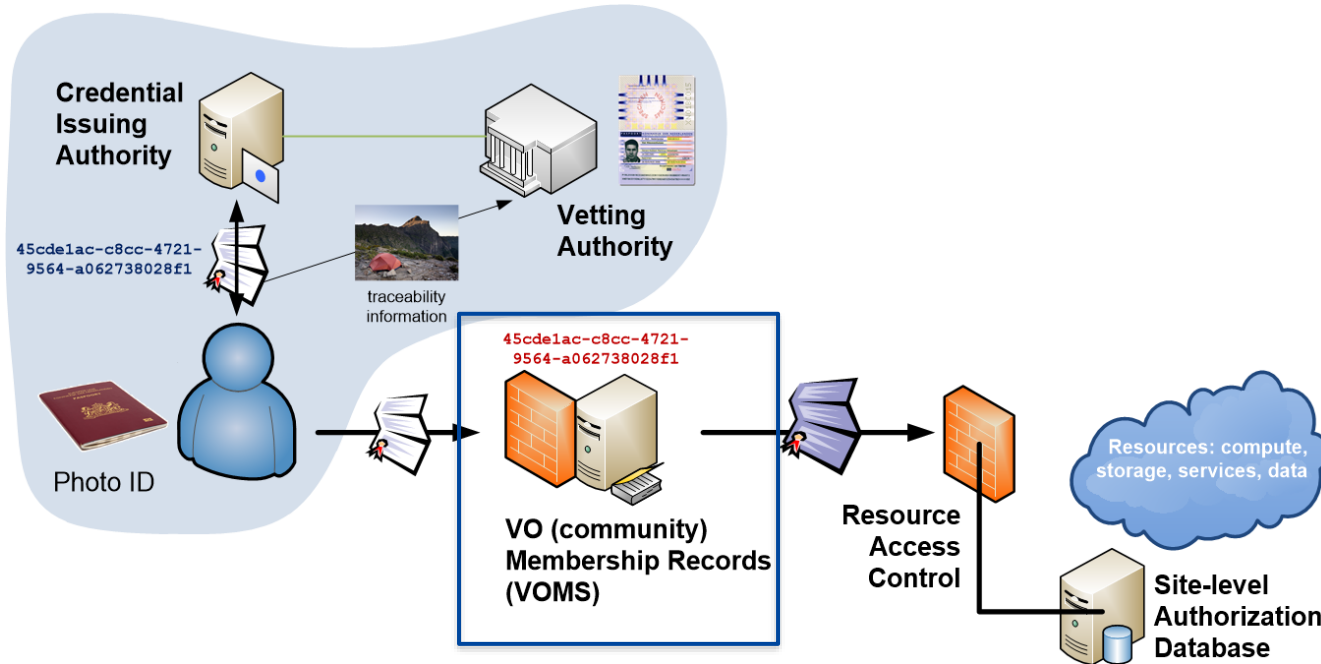 Credential
Issuing
Authority
45cde1ac-c8cc-4721-
9564-a062738028f1
Vetting
Authority
traceability
information
Photo ID
45cde1ac-c8cc-4721-
9564-a062738028f1
VO (community)
Membership Records
(VOMS)
Resource
Access
Control
Resources: compute,
storage, services, data
Site-level
Authorization
Database